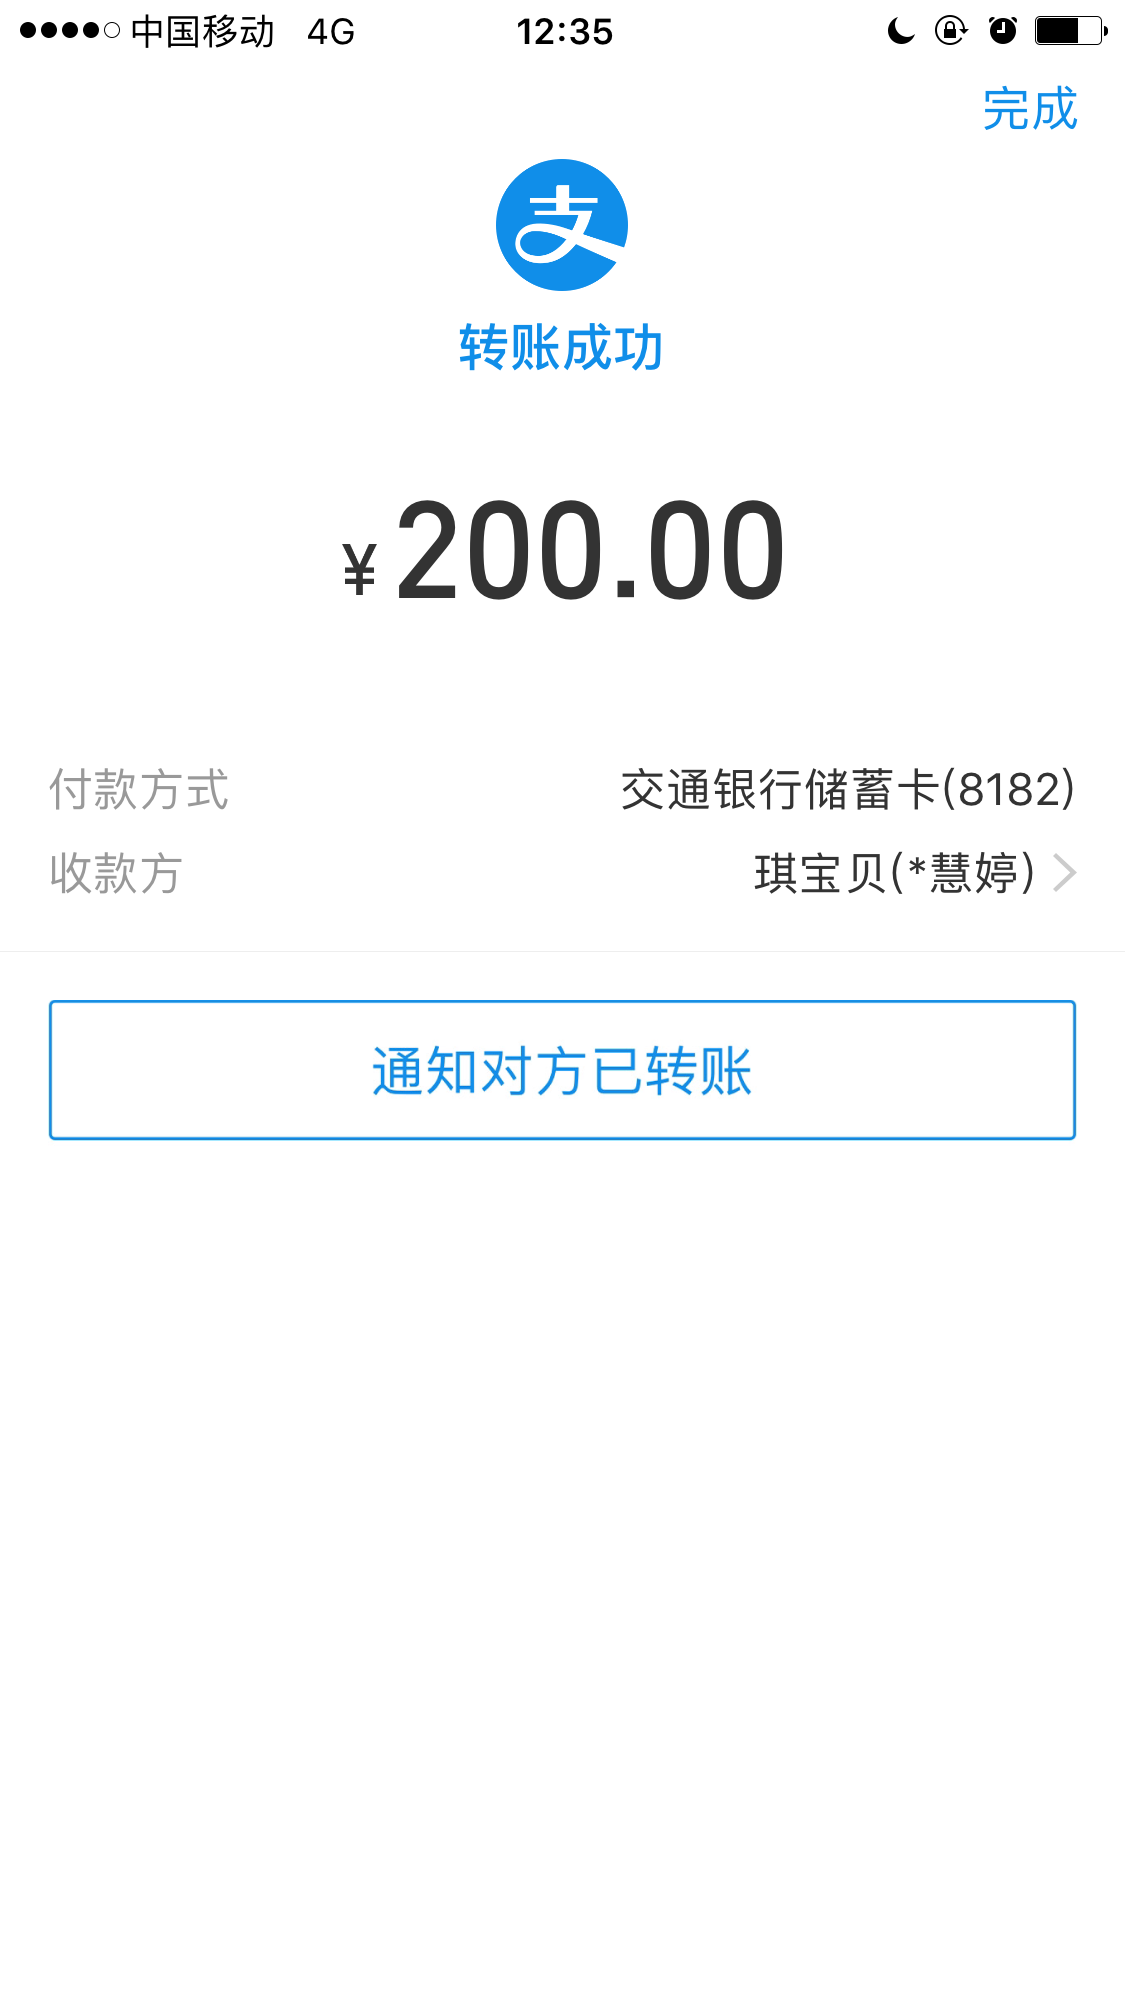 中国移动 4G 12:35
完成
支
转账成功
¥200.00
付款方式 交通银行储蓄卡(8182)
收款方 琪宝贝(*慧婷)
通知对方已转账